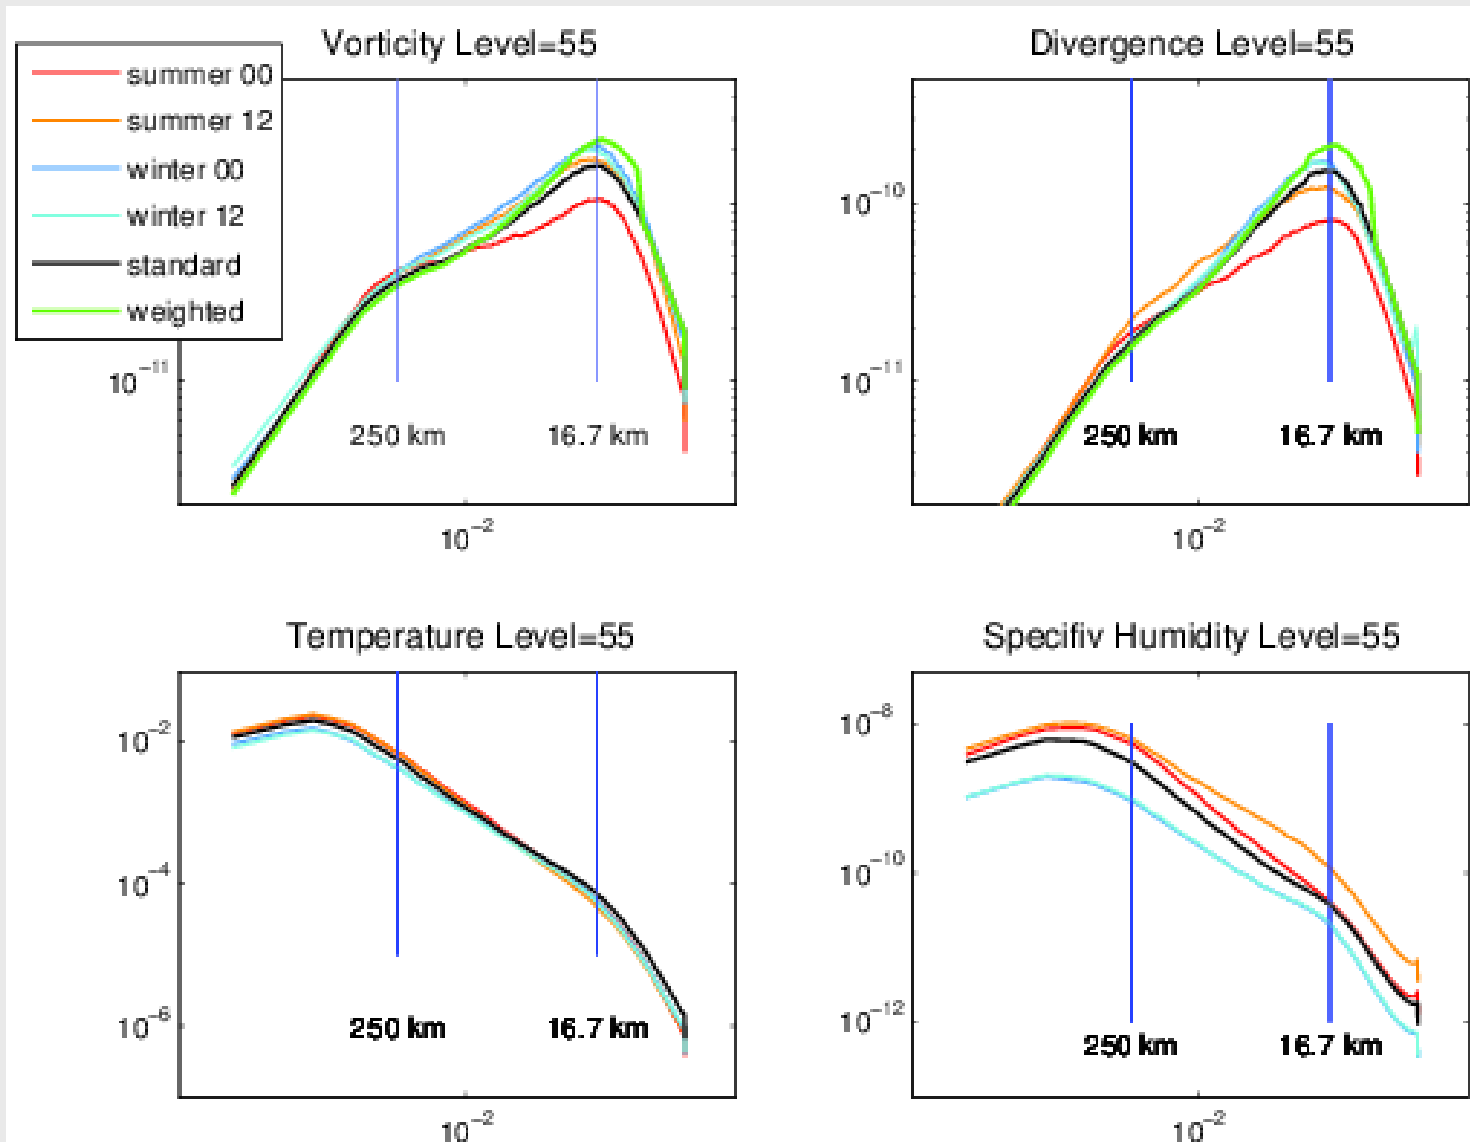 Vorticity Level=55
summer 00
summer 12
winter 00
winter 12
standard
weighted
10^-11
250 km
16.7 km
10^-2
Divergence Level=55
10^-10
10^-11
250 km
16.7 km
10^-2
Temperature Level=55
10^-2
10^-4
10^-6
250 km
16.7 km
10^-2
Specifiv Humidity Level=55
10^-8
10^-10
10^-12
250 km
16.7 km
10^-2